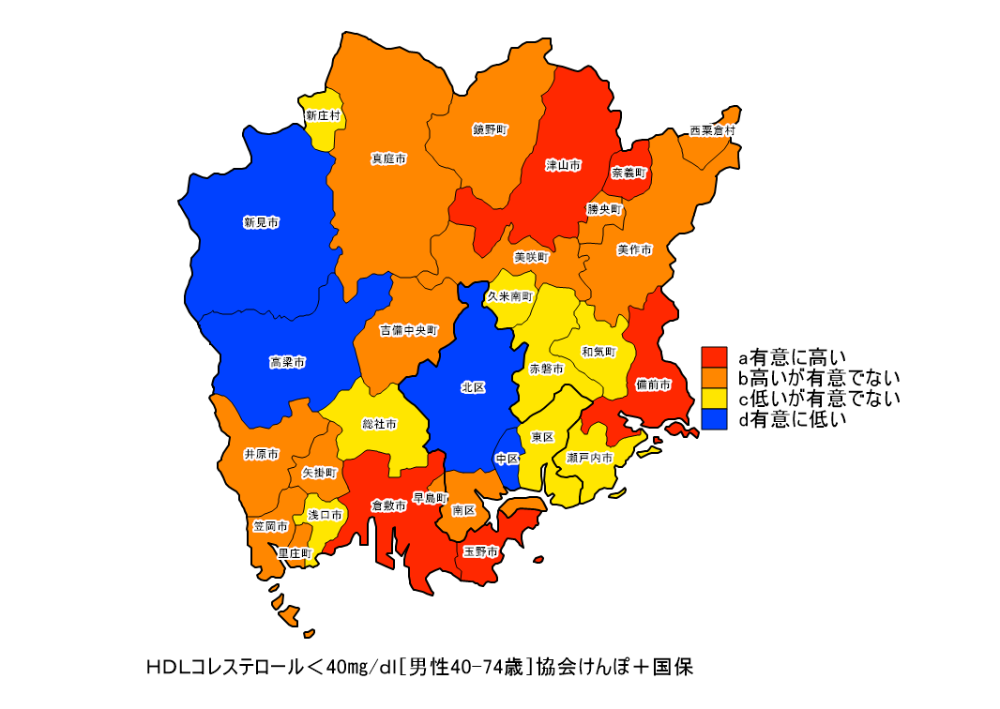 新庄村
真庭市
鏡野町
津山市
奈義町
西粟倉村
勝央町
新見市
美咲町
美作市
久米南町
吉備中央町
高梁市
和気町
赤磐市
備前市
北区
総社市
東区
中区
瀬戸内市
井原市
矢掛町
早島町
倉敷市
南区
浅口市
笠岡市
里庄町
玉野市
a有意に高い
b高いが有意でない
c低いが有意でない
d有意に低い
HDLコレステロール<40mg/dl[男性40-74歳]協会けんぽ+国保